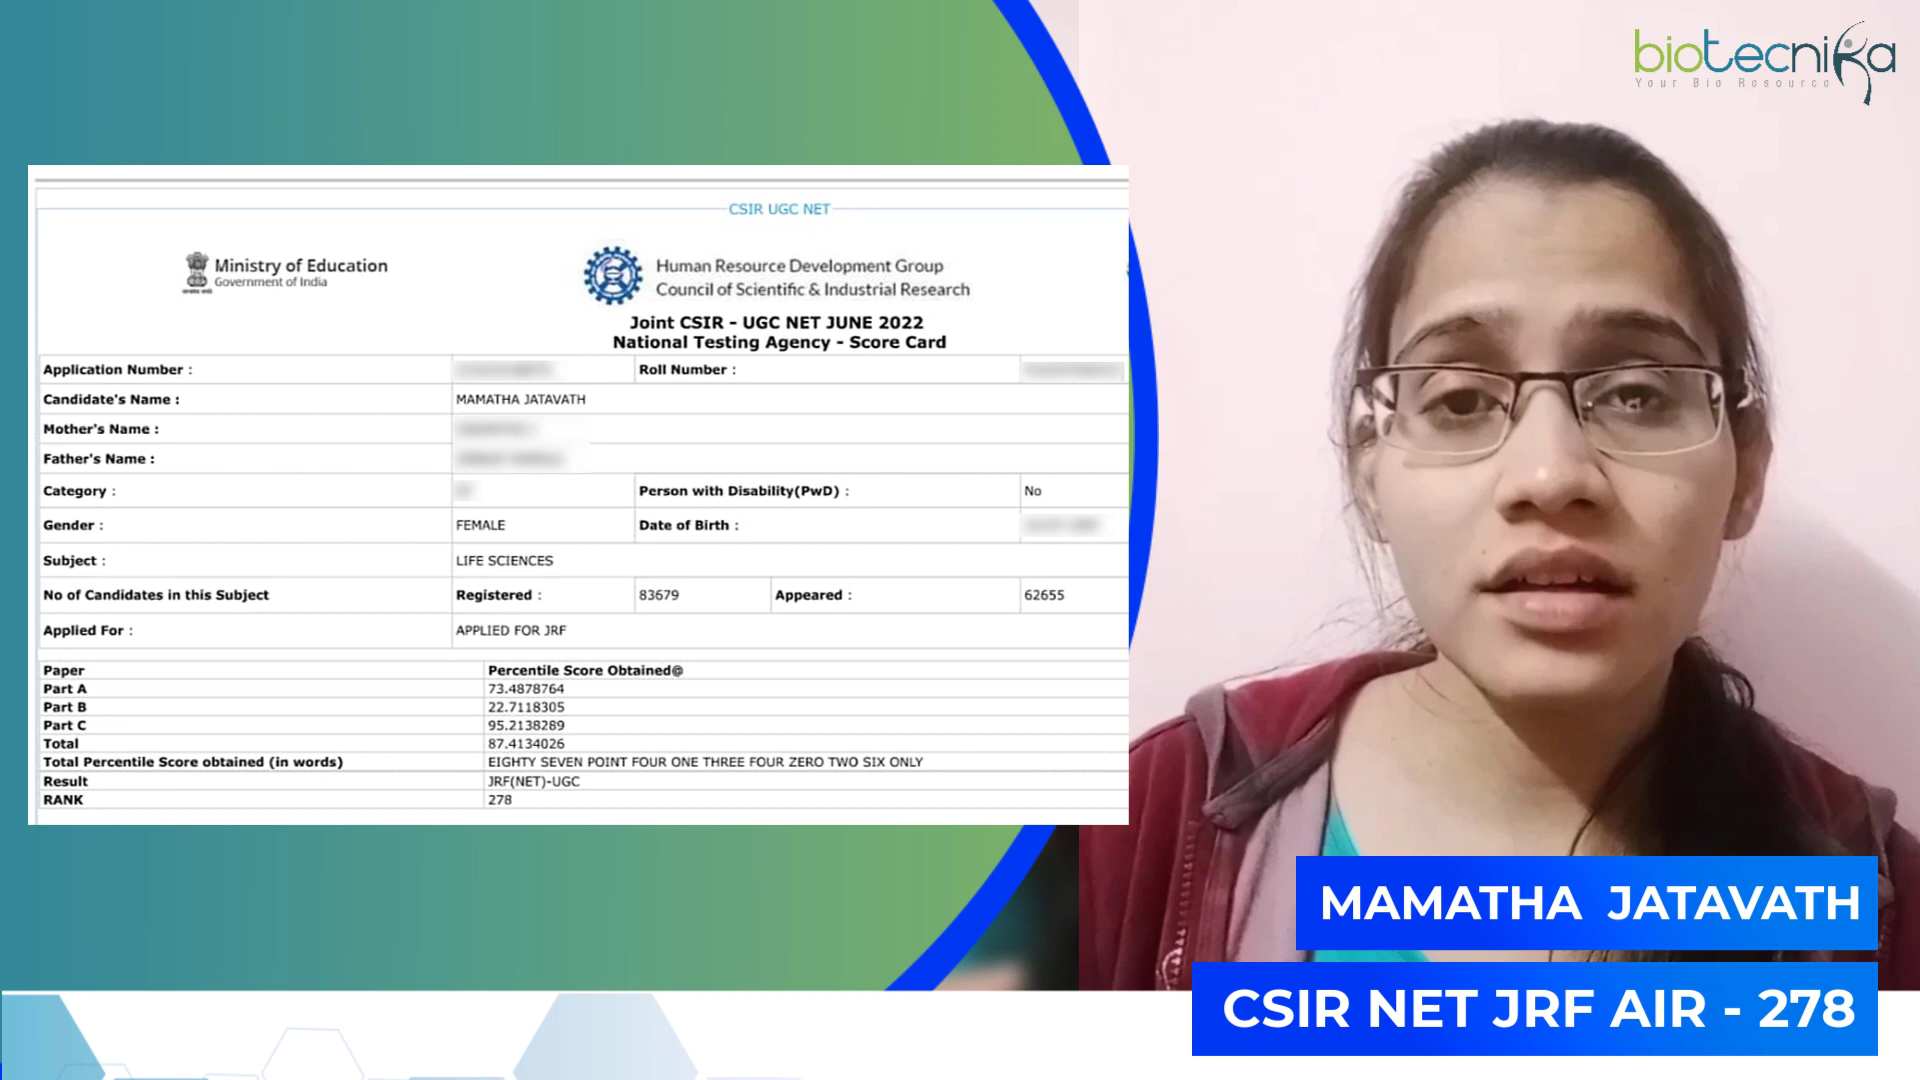 biotecnika
Your Bio Resource
CSIR UGC NET
Ministry of Education
Government of India
Human Resource Development Group
Council of Scientific & Industrial Research
Joint CSIR - UGC NET JUNE 2022
National Testing Agency - Score Card
Application Number : Roll Number :
Candidate's Name : MAMATHA JATAVATH
Mother's Name :
Father's Name :
Category : Person with Disability(PwD) : No
Gender : FEMALE Date of Birth :
Subject : LIFE SCIENCES
No of Candidates in this Subject Registered : 83679 Appeared : 62655
Applied For : APPLIED FOR JRF
Paper Percentile Score Obtained@
Part A 73.4878764
Part B 22.7118305
Part C 95.2138289
Total 87.4134026
Total Percentile Score obtained (in words) EIGHTY SEVEN POINT FOUR ONE THREE FOUR ZERO TWO SIX ONLY
Result JRF(NET)-UGC
RANK 278
MAMATHA JATAVATH
CSIR NET JRF AIR - 278